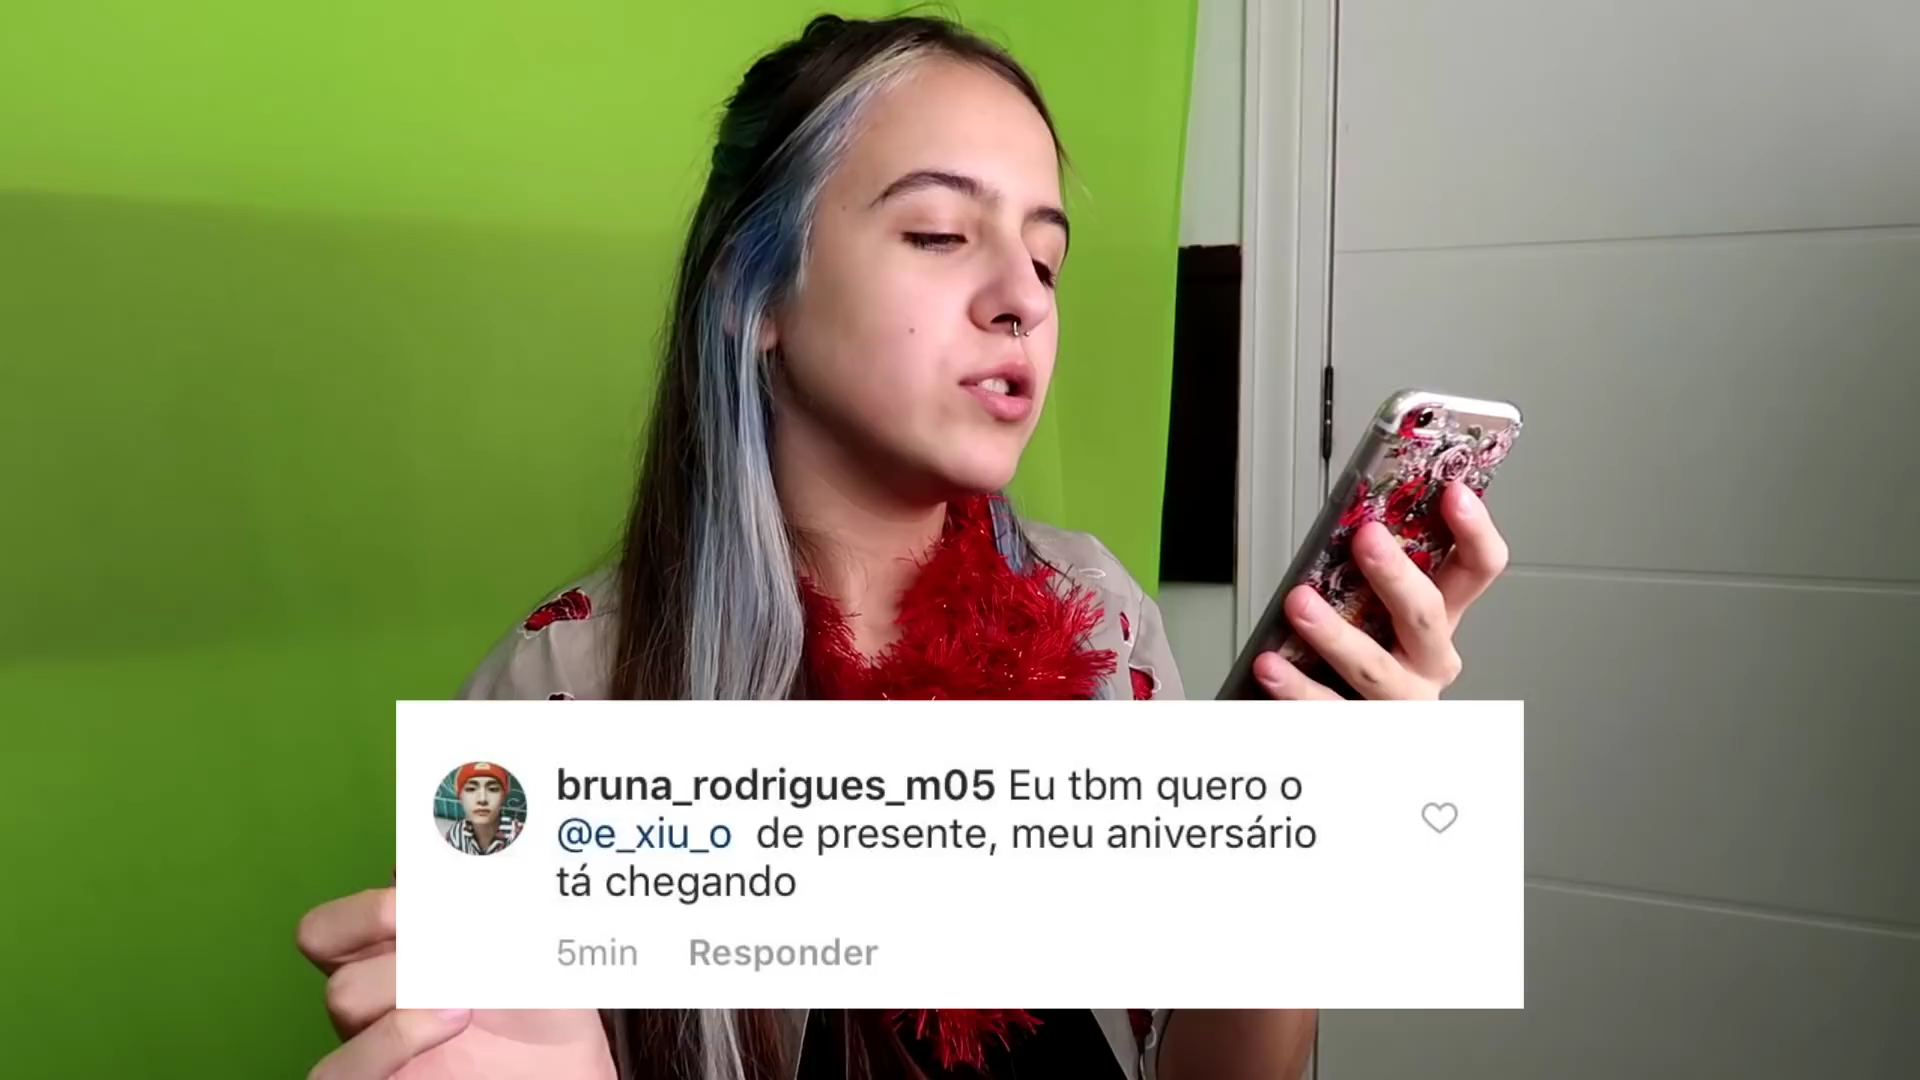 bruna_rodrigues_m05 Eu tbm quero o
@e_xiu_o de presente, meu aniversário
tá chegando
5min Responder